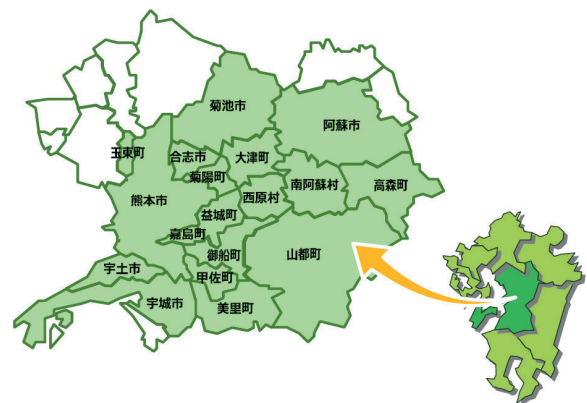 菊池市
阿蘇市
玉東町
合志市
大津町
菊陽町
南阿蘇村
高森町
熊本市
西原村
益城町
嘉島町
御船町
山都町
宇土市
甲佐町
宇城市
美里町